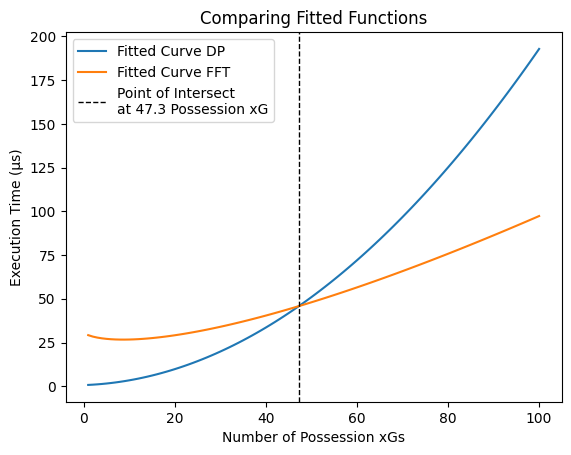 Comparing Fitted Functions
Fitted Curve DP
Fitted Curve FFT
Point of Intersect
at 47.3 Possession xG
Execution Time (μs)
200
175
150
125
100
75
50
25
0
0 20 40 60 80 100
Number of Possession xGs